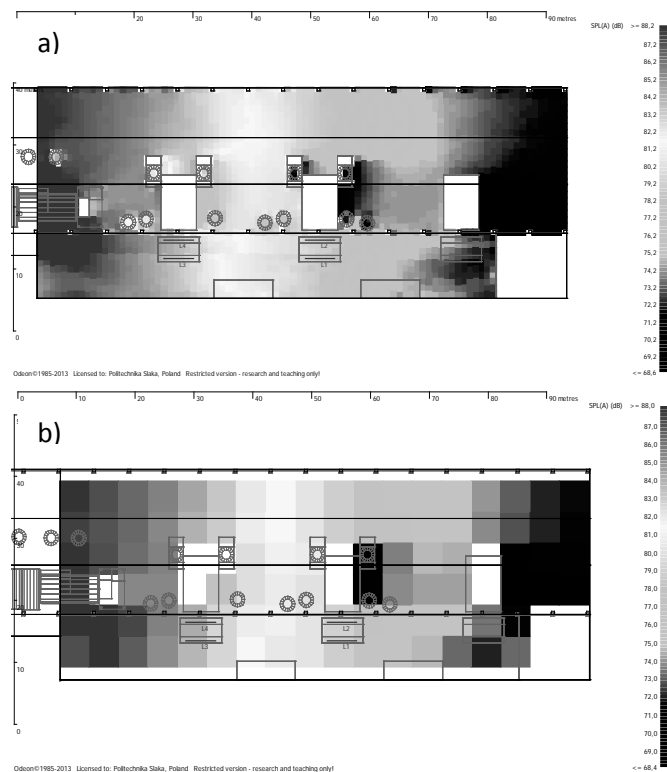 0 10 20 30 40 50 60 70 80 90 metres
SPL(A) (dB) >= 88,2
a)
87,2
86,2
85,2
84,2
83,2
82,2
81,2
80,2
79,2
78,2
77,2
76,2
75,2
74,2
73,2
72,2
71,2
70,2
69,2
<= 68,6
40 metres
30
20
10
0
L4
L3
L2
L1
Odeon©1985-2013 Licensed to: Politechnika Slaka, Poland Restricted version - research and teaching only!
0 10 20 30 40 50 60 70 80 90 metres
SPL(A) (dB) >= 88,0
b)
87,0
86,0
85,0
84,0
83,0
82,0
81,0
80,0
79,0
78,0
77,0
76,0
75,0
74,0
73,0
72,0
71,0
70,0
69,0
<= 68,4
40
30
20
10
0
L4
L3
L2
L1
Odeon©1985-2013 Licensed to: Politechnika Slaka, Poland Restricted version - research and teaching only!